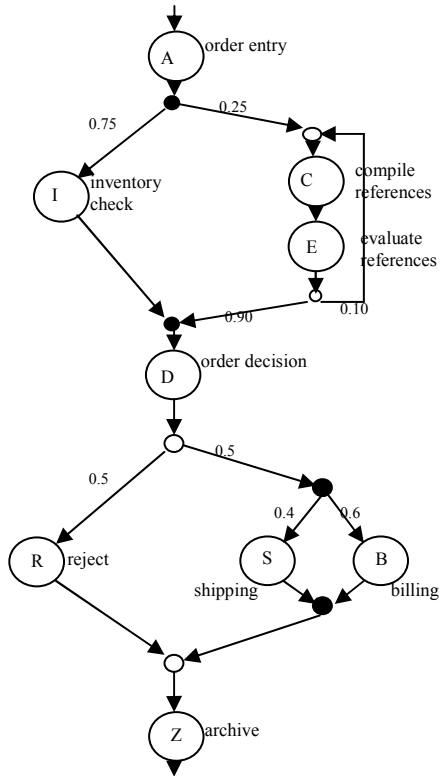 A
order entry
0.75
0.25
I
inventory
check
C
compile
references
E
evaluate
references
0.90
0.10
D
order decision
0.5
0.5
0.4
0.6
R
reject
S
B
shipping
billing
Z
archive